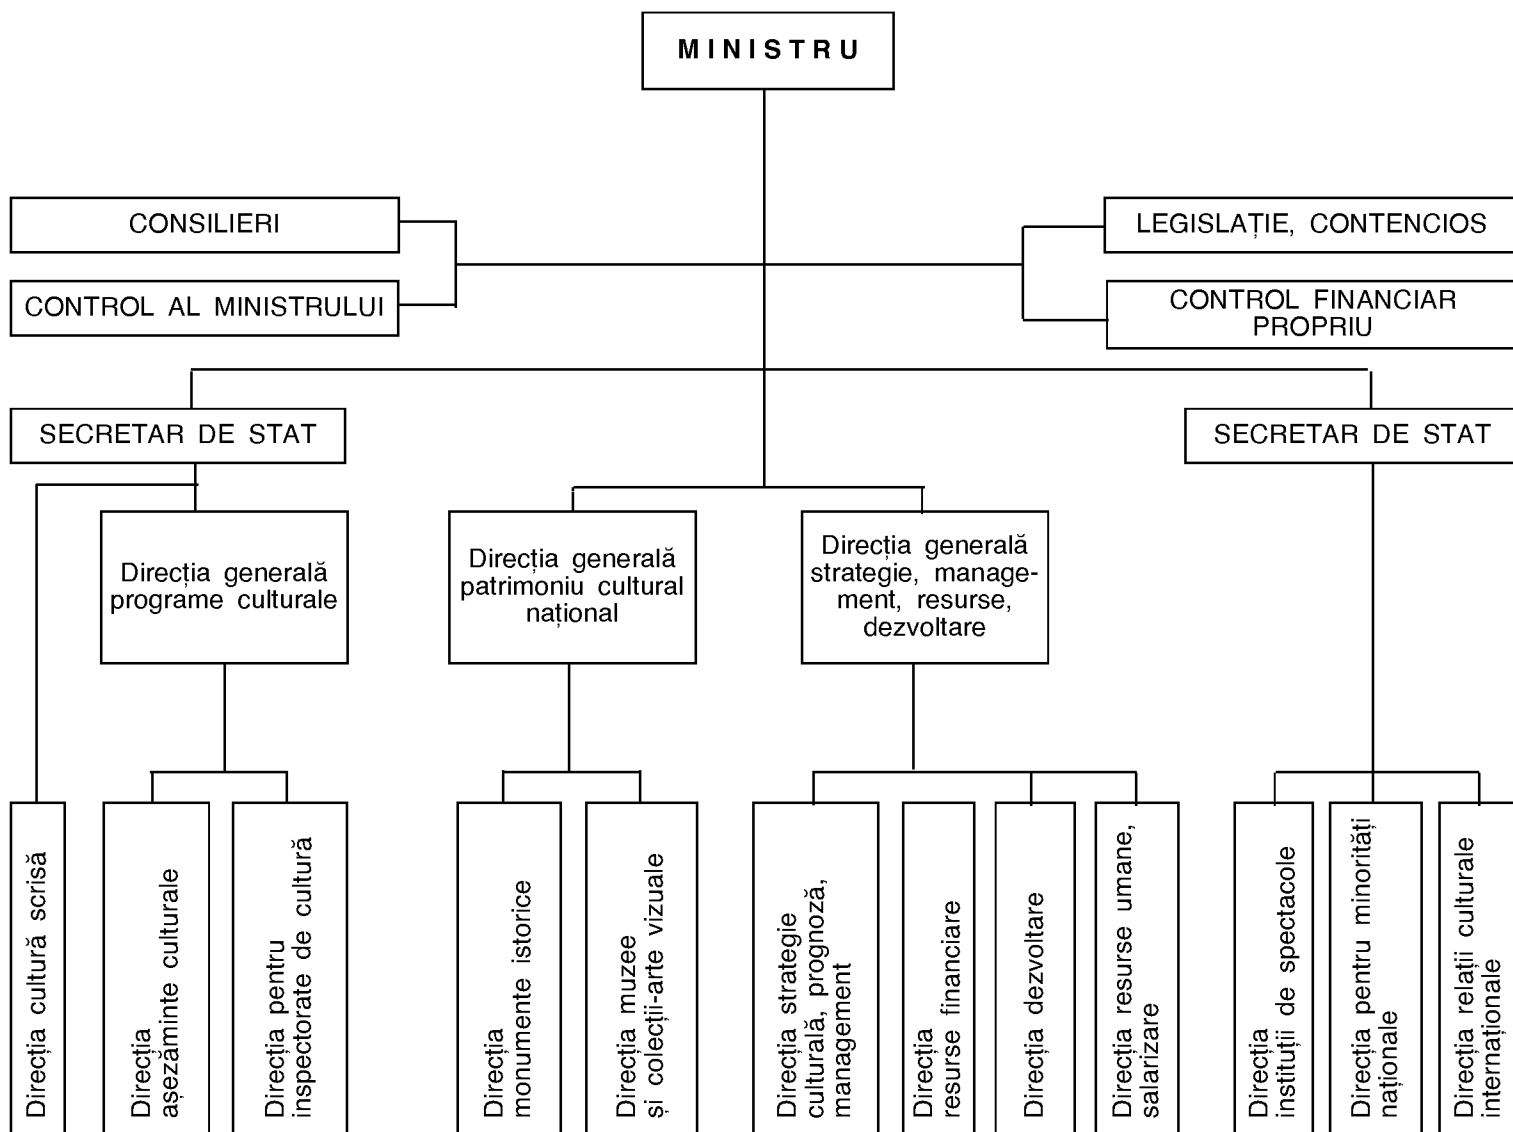 MINISTRU
CONSILIERI
LEGISLAȚIE, CONTENCIOS
CONTROL AL MINISTRULUI
CONTROL FINANCIAR
PROPRIU
SECRETAR DE STAT
SECRETAR DE STAT
Direcția generală
programe culturale
Direcția generală
patrimoniu cultural
național
Direcția generală
strategie, manage-
ment, resurse,
dezvoltare
Direcția cultură scrisă
Direcția
așezăminte culturale
Direcția pentru
inspectorate de cultură
Direcția
monumente istorice
Direcția muzee
și colecții-arte vizuale
Direcția strategie
culturală, prognoză,
management
Direcția
resurse financiare
Direcția dezvoltare
Direcția resurse umane,
salarizare
Direcția
instituții de spectacole
Direcția pentru minorități
naționale
Direcția relații culturale
internaționale